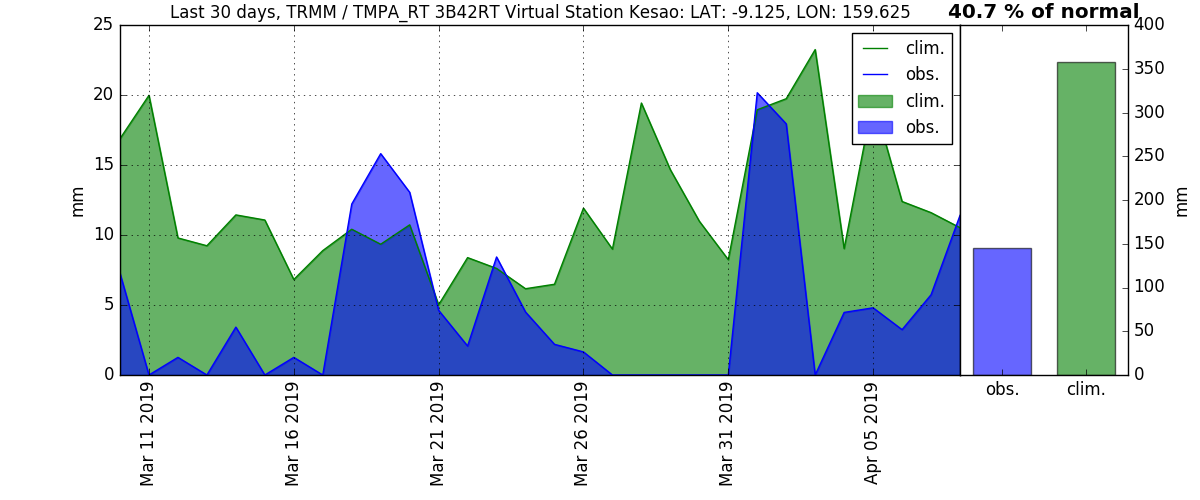 Last 30 days, TRMM / TMPA_RT 3B42RT Virtual Station Kesao: LAT: -9.125, LON: 159.625
40.7 % of normal
25
20
15
10
5
0
mm
clim.
obs.
clim.
obs.
Mar 11 2019
Mar 16 2019
Mar 21 2019
Mar 26 2019
Mar 31 2019
Apr 05 2019
400
350
300
250
200
150
100
50
0
mm
obs.
clim.